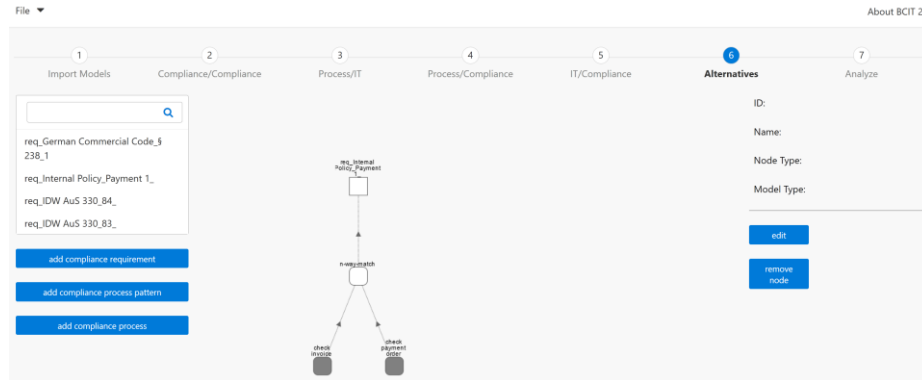 File ▼
About BCIT 2
1 2 3 4 5 6 7
Import Models Compliance/Compliance Process/IT Process/Compliance IT/Compliance Alternatives Analyze
req_German Commercial Code_§
238_1
req_Internal Policy_Payment 1_
req_IDW AuS 330_84_
req_IDW AuS 330_83_
add compliance requirement
add compliance process pattern
add compliance process
req_Internal
Policy_Payment
n-way-match
check
invoice
check
payment
order
ID:
Name:
Node Type:
Model Type:
edit
remove
node